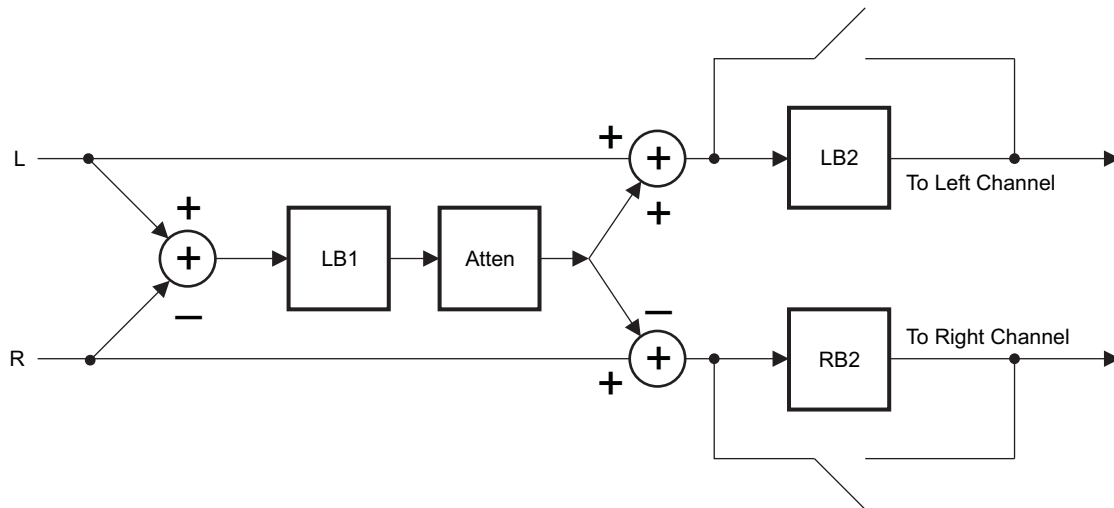 +
+
L
LB2
+
To Left Channel
+
+
+
LB1
Atten
−
−
To Right Channel
R
+
RB2
+